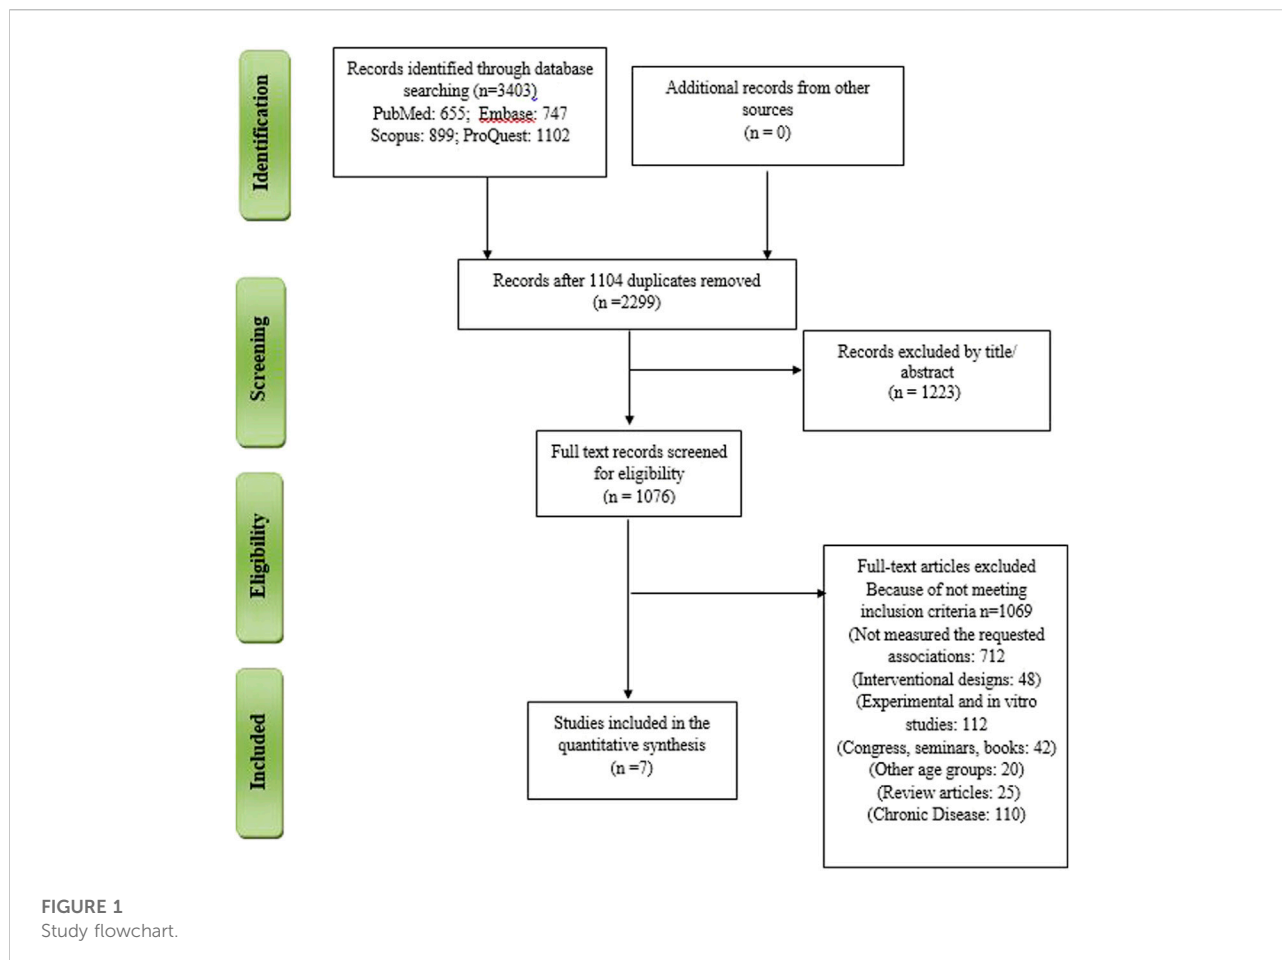 Identification
Records identified through database
searching (n=3403)
PubMed: 655; Embase: 747
Scopus: 899; ProQuest: 1102
Additional records from other
sources
(n = 0)
Records after 1104 duplicates removed
(n =2299)
Screening
Records excluded by title/
abstract
(n = 1223)
Full text records screened
for eligibility
(n = 1076)
Eligibility
Full-text articles excluded
Because of not meeting
inclusion criteria n=1069
(Not measured the requested
associations: 712
(Interventional designs: 48)
(Experimental and in vitro
studies: 112
(Congress, seminars, books: 42)
(Other age groups: 20)
(Review articles: 25)
(Chronic Disease: 110)
Included
Studies included in the
quantitative synthesis
(n =7)
FIGURE 1
Study flowchart.